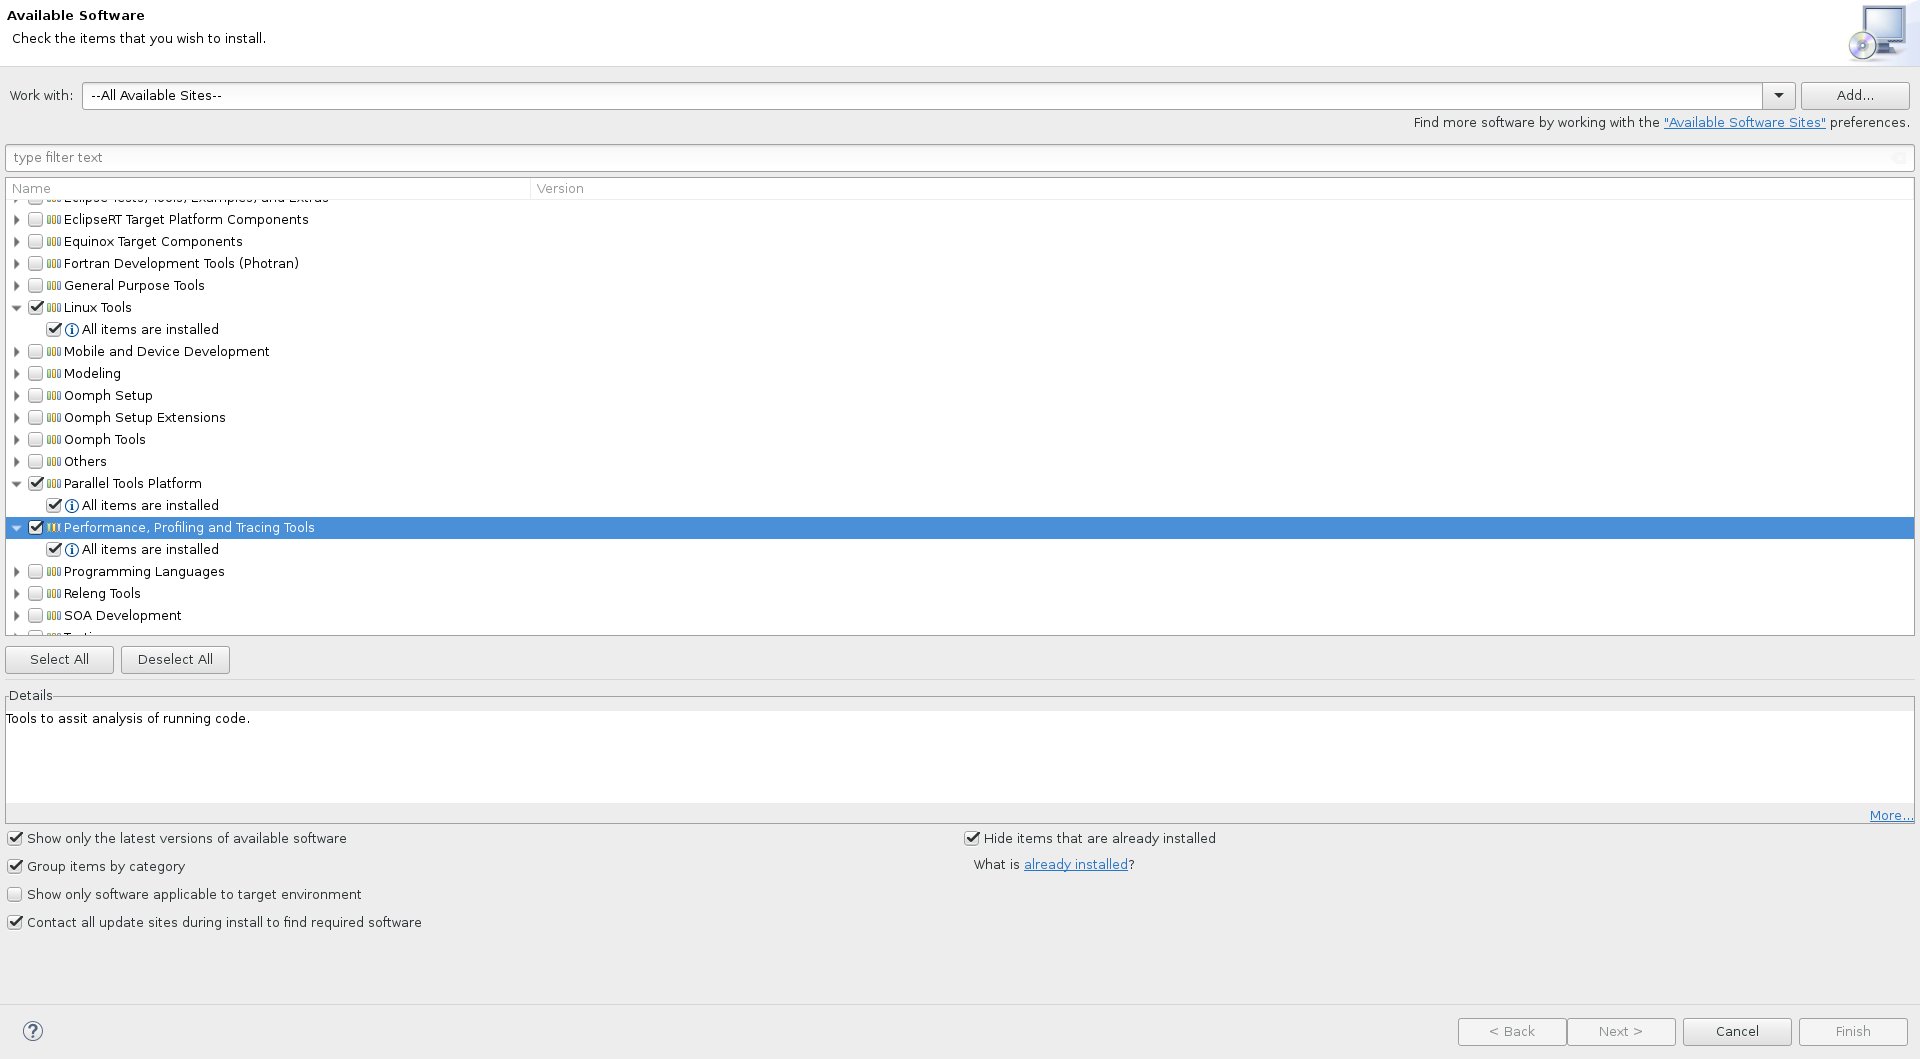 Available Software
Check the items that you wish to install.
Work with: --All Available Sites-- Add...
Find more software by working with the "Available Software Sites" preferences.
type filter text
Name Version
Eclipse Tests, Tools, Examples, and Extras
EclipseRT Target Platform Components
Equinox Target Components
Fortran Development Tools (Photran)
General Purpose Tools
Linux Tools
All items are installed
Mobile and Device Development
Modeling
Oomph Setup
Oomph Setup Extensions
Oomph Tools
Others
Parallel Tools Platform
All items are installed
Performance, Profiling and Tracing Tools
All items are installed
Programming Languages
Releng Tools
SOA Development
Select All Deselect All
Details
Tools to assit analysis of running code.
More...
Show only the latest versions of available software Hide items that are already installed
Group items by category What is already installed?
Show only software applicable to target environment
Contact all update sites during install to find required software
? < Back Next > Cancel Finish